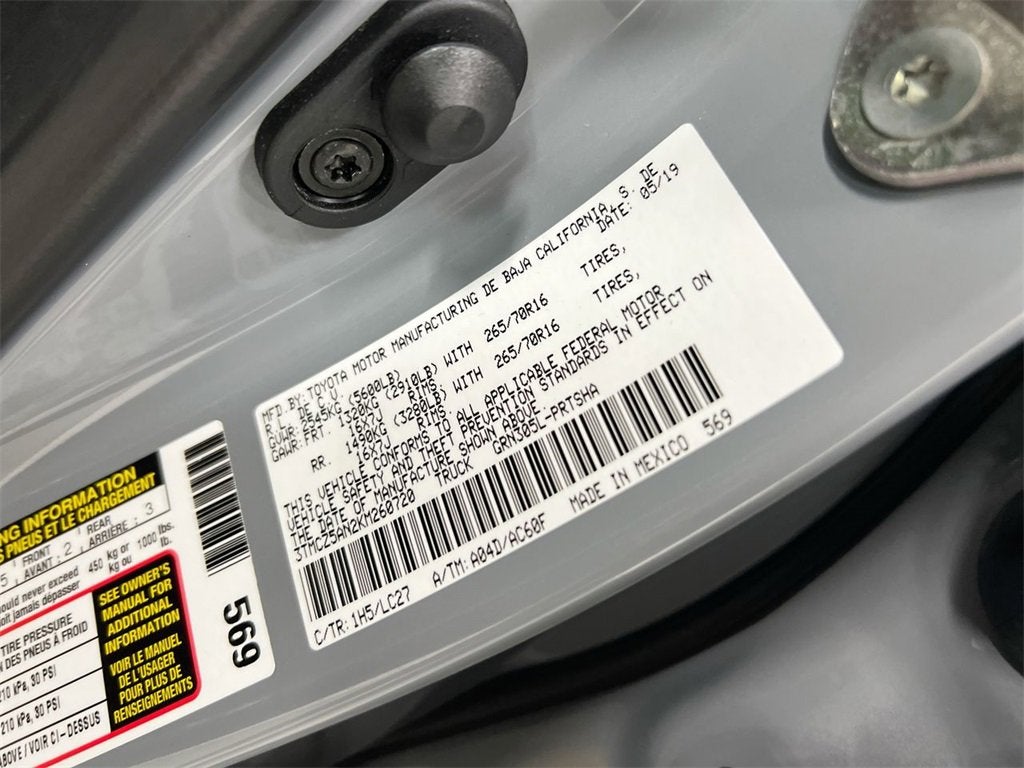 MFD.BY:TOYOTA MOTOR MANUFACTURING DE BAJA CALIFORNIA, S. DE
R.L. DE C.V. DATE: 05/19
GVWR: 2545KG (5600LB)
GAWR:FRT. 1320KG (2910LB) WITH 265/70R16 TIRES,
16X7J RIMS,
RR. 1490KG (3280LB) WITH 265/70R16 TIRES,
16X7J RIMS,
THIS VEHICLE CONFORMS TO ALL APPLICABLE FEDERAL MOTOR
VEHICLE SAFETY AND THEFT PREVENTION STANDARDS IN EFFECT ON
THE DATE OF MANUFACTURE SHOWN ABOVE.
3TMCZ5AN2KM260720 TRUCK GRN305L-PRTSHA
C/TR:1H5/LC27 A/TM:A04D/AC60F MADE IN MEXICO 569
NG INFORMATION
S PNEUS ET LE CHARGEMENT
5 FRONT AVANT : 2 REAR ARRIÈRE : 3
ould never exceed
oit jamais dépasser
450 kg or 1000 lbs.
kg ou lb.
TIRE PRESSURE
N DES PNEUS À FROID
210 kPa, 30 PSI
210 kPa, 30 PSI
ABOVE / VOIR CI-DESSUS
SEE OWNER'S
MANUAL FOR
ADDITIONAL
INFORMATION
VOIR LE MANUEL
DE L'USAGER
POUR PLUS DE
RENSEIGNEMENTS
569